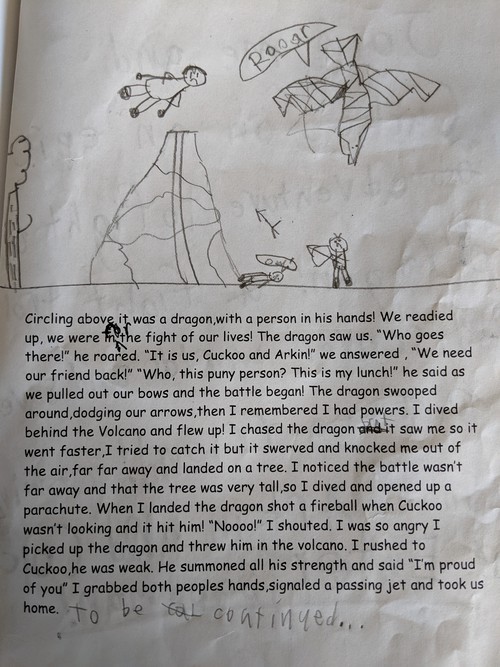 Raaar
Circling above it was a dragon,with a person in his hands! We readied
up, we were for the fight of our lives! The dragon saw us. “Who goes
there!” he roared. “It is us, Cuckoo and Arkin!” we answered , “We need
our friend back!” “Who, this puny person? This is my lunch!” he said as
we pulled out our bows and the battle began! The dragon swooped
around,dodging our arrows,then I remembered I had powers. I dived
behind the Volcano and flew up! I chased the dragon and it saw me so it
went faster,I tried to catch it but it swerved and knocked me out of
the air,far far away and landed on a tree. I noticed the battle wasn’t
far away and that the tree was very tall,so I dived and opened up a
parachute. When I landed the dragon shot a fireball when Cuckoo
wasn’t looking and it hit him! “Noooo!” I shouted. I was so angry I
picked up the dragon and threw him in the volcano. I rushed to
Cuckoo,he was weak. He summoned all his strength and said “I’m proud
of you” I grabbed both peoples hands,signaled a passing jet and took us
home. To be continued...